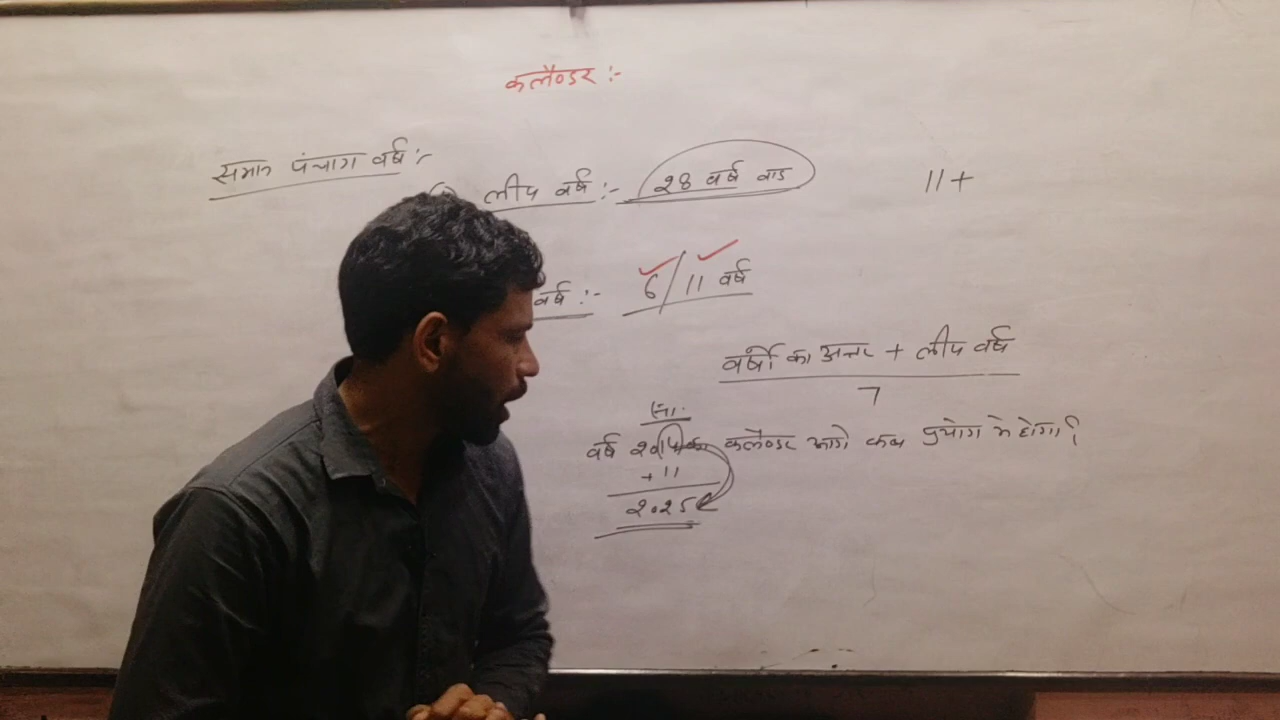 कलैण्डर :-
समान पंचाग वर्ष :-
लीप वर्ष :- 28 वर्ष बाद
11+
वर्ष :- 6/11 वर्ष
वर्षो का अन्तर + लीप वर्ष
7
वर्ष कलैण्डर आगे कब प्रयोग मे होगा?
+11
2025